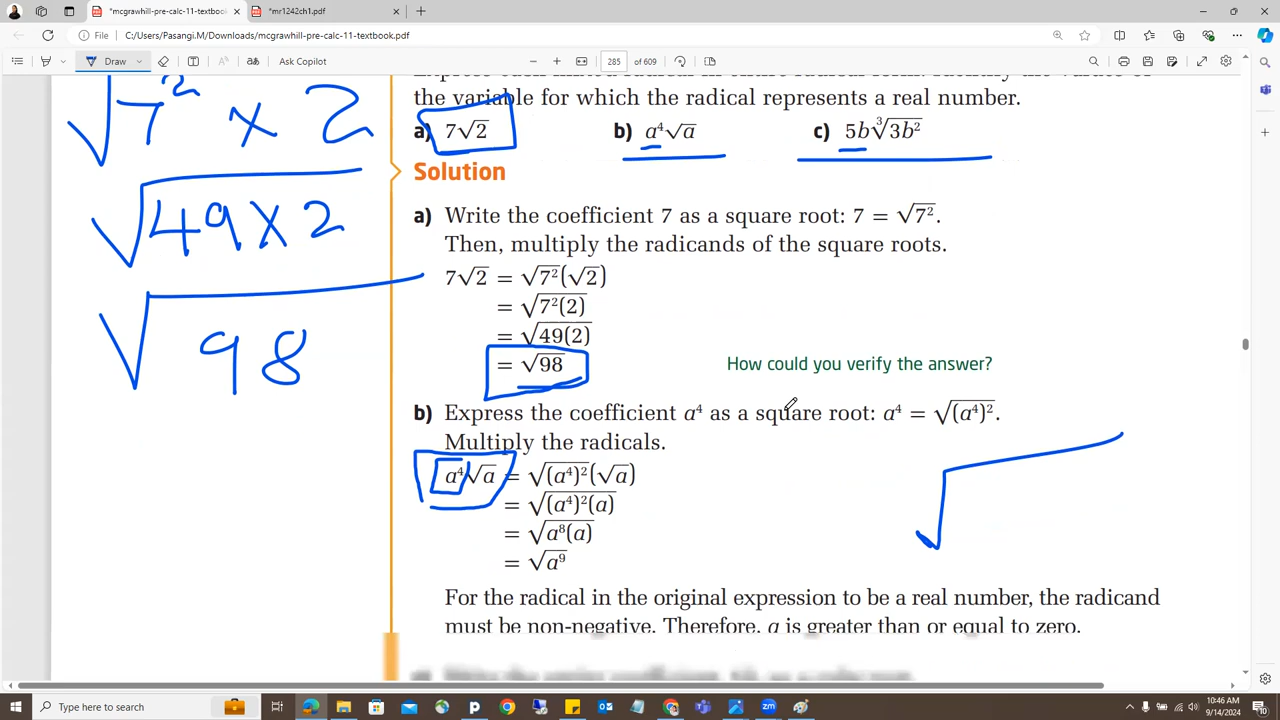 *mcgrawhill-pre-calc-11-textbook
*mr1242ch1.pdf
File
C:/Users/Pasangi.M/Downloads/mcgrawhill-pre-calc-11-textbook.pdf
Draw
Ask Copilot
285
of 609
the variable for which the radical represents a real number.
a) 7√2
b) a⁴√a
c) 5b∛3b²
Solution
a) Write the coefficient 7 as a square root: 7 = √7².
Then, multiply the radicands of the square roots.
7√2 = √7²(√2)
= √7²(2)
= √49(2)
= √98
How could you verify the answer?
b) Express the coefficient a⁴ as a square root: a⁴ = √(a⁴)².
Multiply the radicals.
a⁴√a = √(a⁴)²(√a)
= √(a⁴)²(a)
= √a⁸(a)
= √a⁹
For the radical in the original expression to be a real number, the radicand
must be non-negative. Therefore, a is greater than or equal to zero.
√7² × 2
√49 × 2
√98
√
Type here to search
10:46 AM
9/14/2024